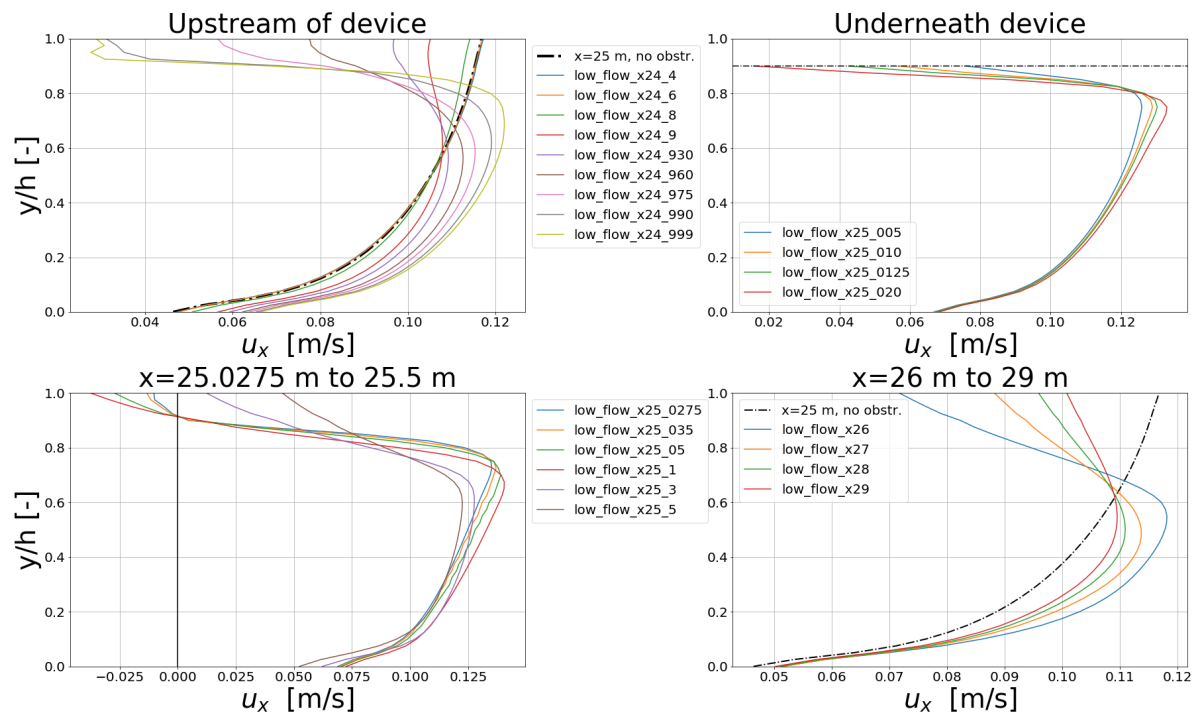 Upstream of device
Underneath device
1.0
0.8
0.6
0.4
0.2
0.0
y/h [-]
0.04 0.06 0.08 0.10 0.12
u_x [m/s]
x=25 m, no obstr.
low_flow_x24_4
low_flow_x24_6
low_flow_x24_8
low_flow_x24_9
low_flow_x24_930
low_flow_x24_960
low_flow_x24_975
low_flow_x24_990
low_flow_x24_999
1.0
0.8
0.6
0.4
0.2
0.0
low_flow_x25_005
low_flow_x25_010
low_flow_x25_0125
low_flow_x25_020
0.02 0.04 0.06 0.08 0.10 0.12
u_x [m/s]
x=25.0275 m to 25.5 m
x=26 m to 29 m
1.0
0.8
0.6
0.4
0.2
0.0
y/h [-]
−0.025 0.000 0.025 0.050 0.075 0.100 0.125
u_x [m/s]
low_flow_x25_0275
low_flow_x25_035
low_flow_x25_05
low_flow_x25_1
low_flow_x25_3
low_flow_x25_5
1.0
0.8
0.6
0.4
0.2
0.0
x=25 m, no obstr.
low_flow_x26
low_flow_x27
low_flow_x28
low_flow_x29
0.05 0.06 0.07 0.08 0.09 0.10 0.11 0.12
u_x [m/s]